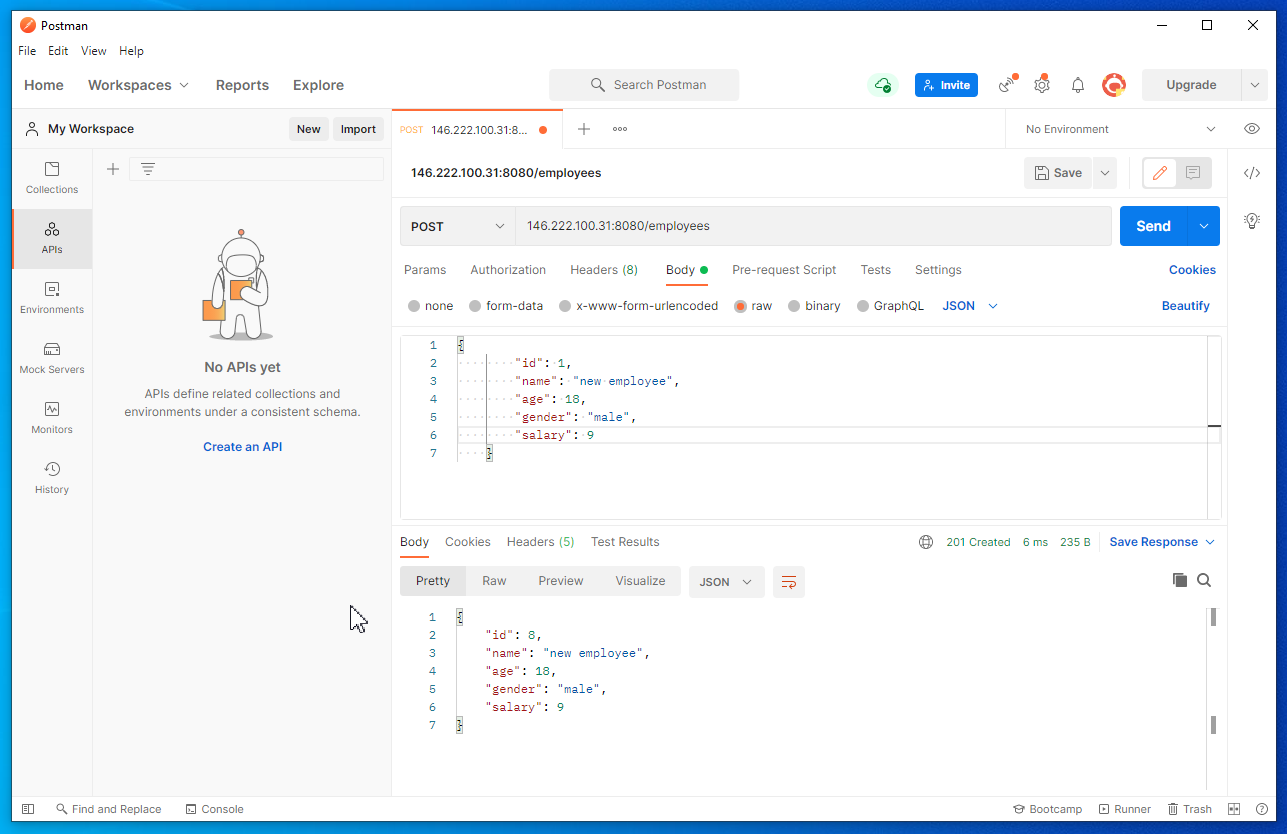 Postman
File Edit View Help
Home Workspaces Reports Explore Search Postman Invite Upgrade
My Workspace New Import POST 146.222.100.31:8... No Environment
146.222.100.31:8080/employees Save
POST 146.222.100.31:8080/employees Send
Params Authorization Headers (8) Body Pre-request Script Tests Settings Cookies
none form-data x-www-form-urlencoded raw binary GraphQL JSON Beautify
Collections
APIs
Environments
Mock Servers
Monitors
History
No APIs yet
APIs define related collections and
environments under a consistent schema.
Create an API
1 {
2 "id": 1,
3 "name": "new employee",
4 "age": 18,
5 "gender": "male",
6 "salary": 9
7 }
Body Cookies Headers (5) Test Results 201 Created 6 ms 235 B Save Response
Pretty Raw Preview Visualize JSON
1 {
2 "id": 8,
3 "name": "new employee",
4 "age": 18,
5 "gender": "male",
6 "salary": 9
7 }
Find and Replace Console Bootcamp Runner Trash